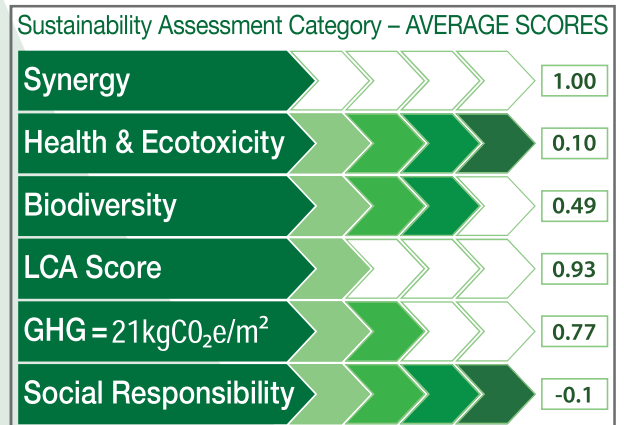 Sustainability Assessment Category – AVERAGE SCORES
Synergy 1.00
Health & Ecotoxicity 0.10
Biodiversity 0.49
LCA Score 0.93
GHG = 21kgCO₂e/m² 0.77
Social Responsibility -0.1